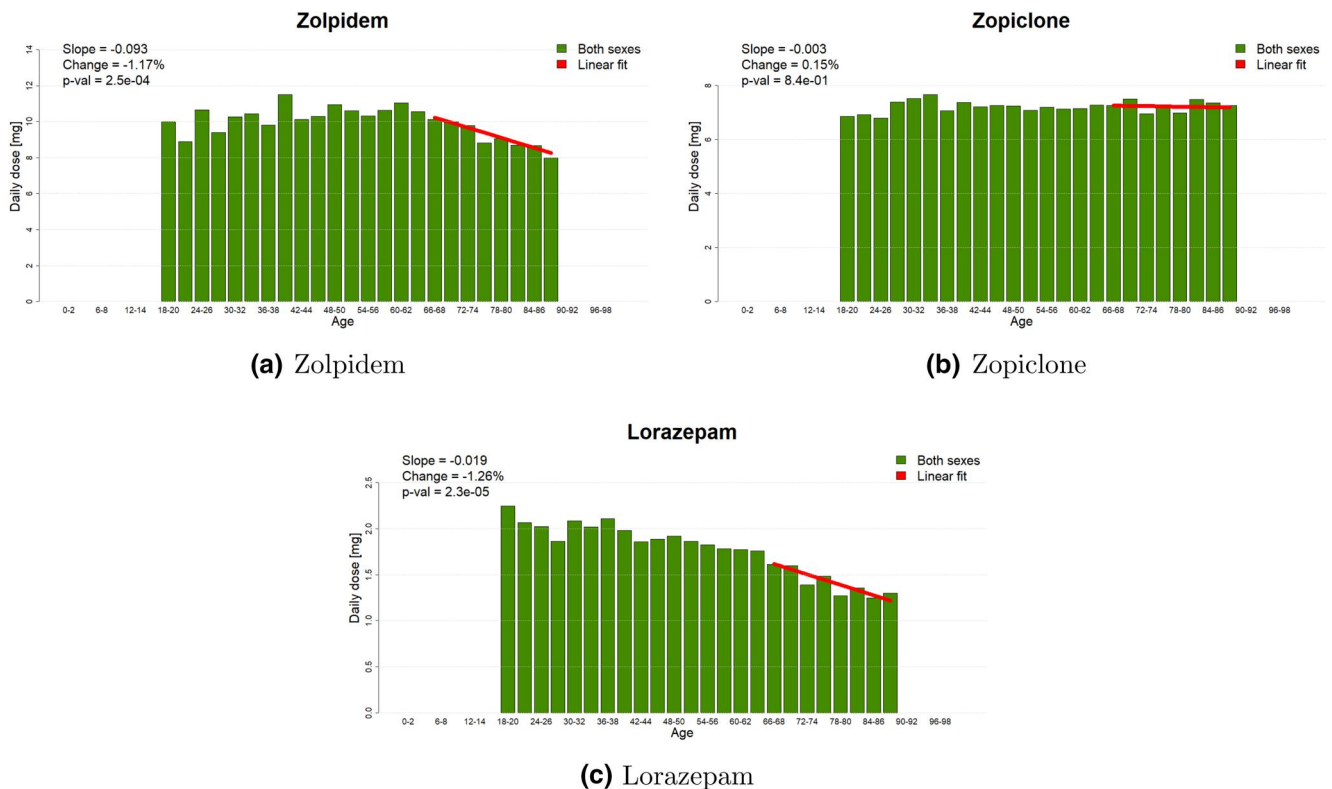 Zolpidem
Slope = -0.093
Change = -1.17%
p-val = 2.5e-04
Both sexes
Linear fit
Daily dose [mg]
14
12
10
8
6
4
2
0
0-2 6-8 12-14 18-20 24-26 30-32 36-38 42-44 48-50 54-56 60-62 66-68 72-74 78-80 84-86 90-92 96-98
Age
(a) Zolpidem
Zopiclone
Slope = -0.003
Change = 0.15%
p-val = 8.4e-01
Both sexes
Linear fit
Daily dose [mg]
8
6
4
2
0
0-2 6-8 12-14 18-20 24-26 30-32 36-38 42-44 48-50 54-56 60-62 66-68 72-74 78-80 84-86 90-92 96-98
Age
(b) Zopiclone
Lorazepam
Slope = -0.019
Change = -1.26%
p-val = 2.3e-05
Both sexes
Linear fit
Daily dose [mg]
2.5
2.0
1.5
1.0
0.5
0.0
0-2 6-8 12-14 18-20 24-26 30-32 36-38 42-44 48-50 54-56 60-62 66-68 72-74 78-80 84-86 90-92 96-98
Age
(c) Lorazepam